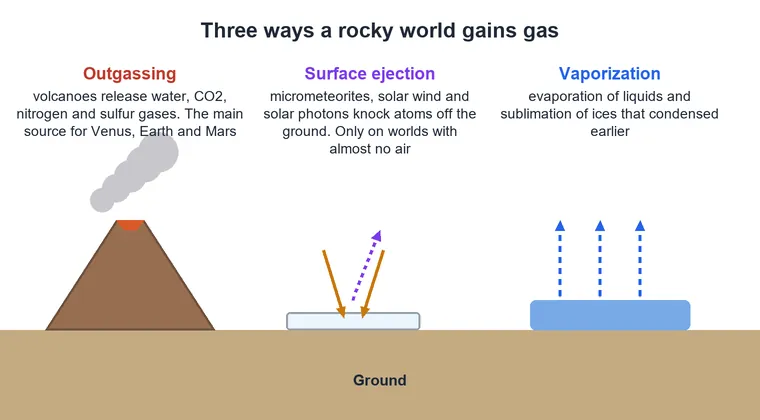 Three ways a rocky world gains gas
Outgassing
volcanoes release water, CO2,
nitrogen and sulfur gases. The main
source for Venus, Earth and Mars
Surface ejection
micrometeorites, solar wind and
solar photons knock atoms off the
ground. Only on worlds with
almost no air
Vaporization
evaporation of liquids and
sublimation of ices that condensed
earlier
Ground